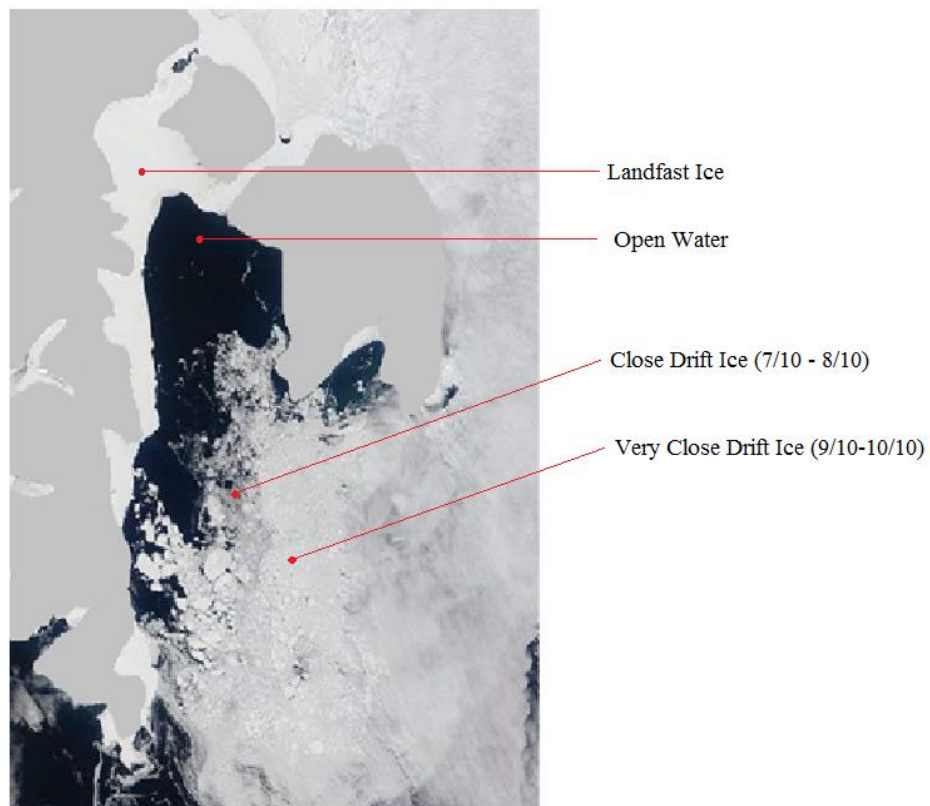 Landfast Ice
Open Water
Close Drift Ice (7/10 - 8/10)
Very Close Drift Ice (9/10-10/10)